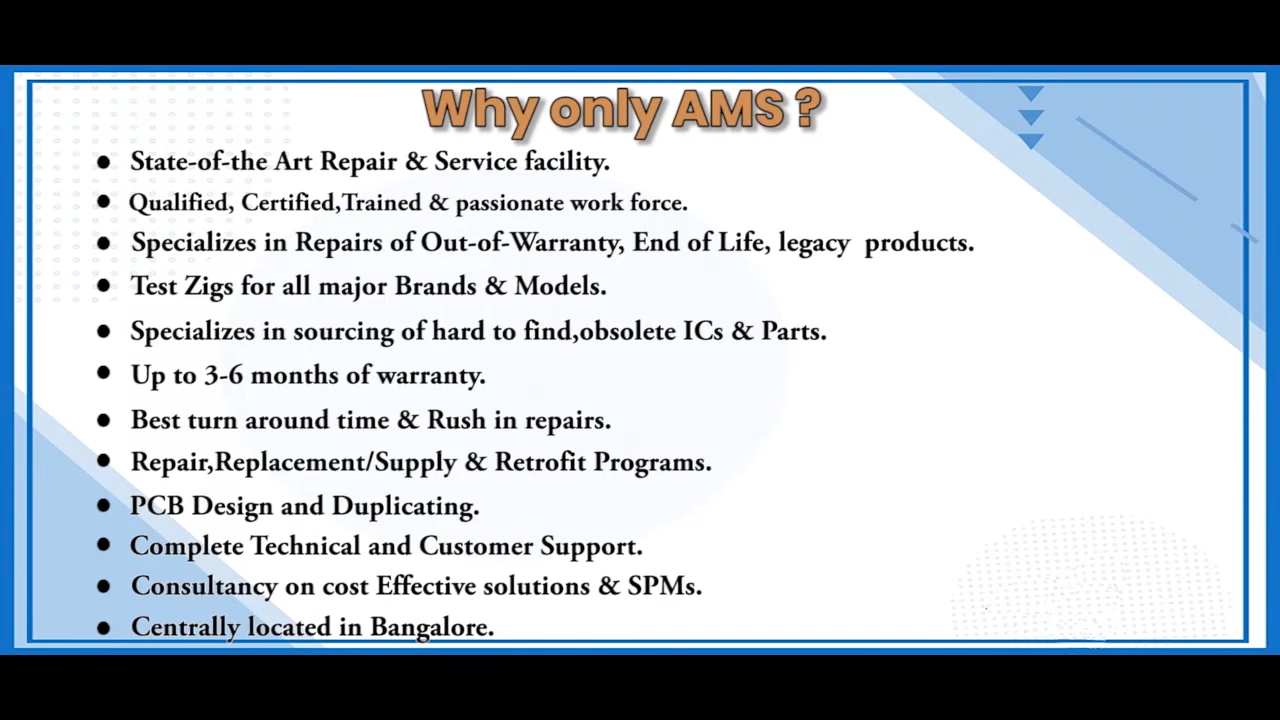 Why only AMS ?
● State-of-the Art Repair & Service facility.
● Qualified, Certified,Trained & passionate work force.
● Specializes in Repairs of Out-of-Warranty, End of Life, legacy  products.
● Test Zigs for all major Brands & Models.
● Specializes in sourcing of hard to find,obsolete ICs & Parts.
● Up to 3-6 months of warranty.
● Best turn around time & Rush in repairs.
● Repair,Replacement/Supply & Retrofit Programs.
● PCB Design and Duplicating.
● Complete Technical and Customer Support.
● Consultancy on cost Effective solutions & SPMs.
● Centrally located in Bangalore.